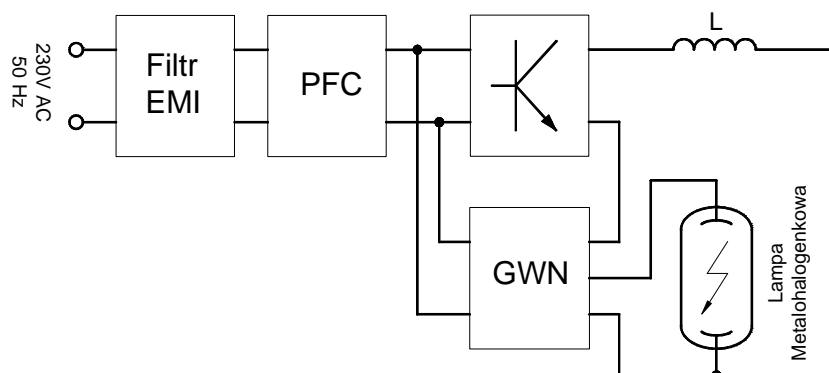 230V AC
50 Hz
Filtr
EMI
PFC
L
GWN
Lampa
Metalohalogenkowa